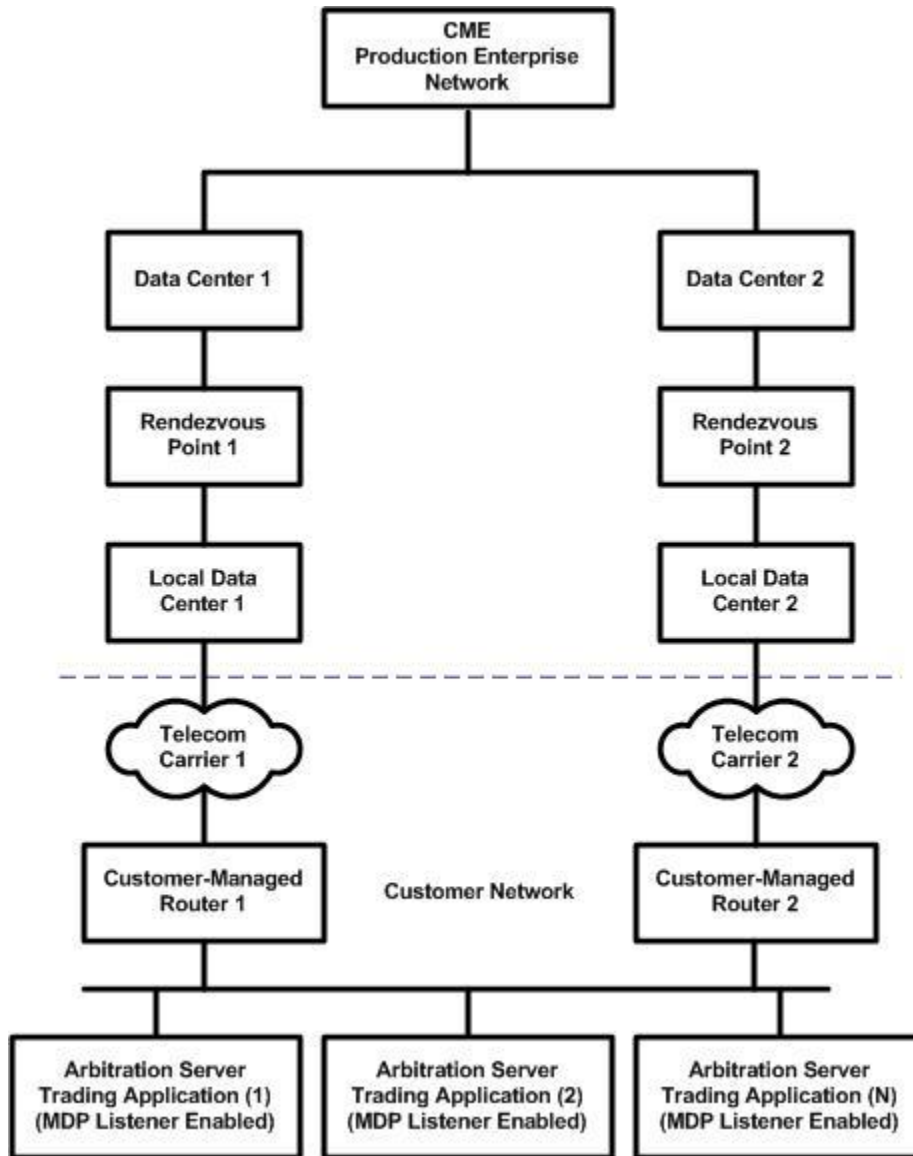 CME
Production Enterprise
Network
Data Center 1
Data Center 2
Rendezvous
Point 1
Rendezvous
Point 2
Local Data
Center 1
Local Data
Center 2
Telecom
Carrier 1
Telecom
Carrier 2
Customer-Managed
Router 1
Customer Network
Customer-Managed
Router 2
Arbitration Server
Trading Application (1)
(MDP Listener Enabled)
Arbitration Server
Trading Application (2)
(MDP Listener Enabled)
Arbitration Server
Trading Application (N)
(MDP Listener Enabled)